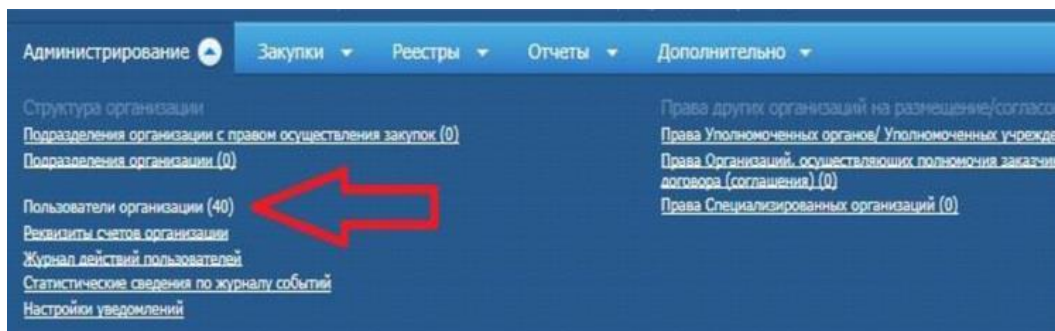 Администрирование Закупки Реестры Отчеты Дополнительно
Структура организации
Подразделения организации с правом осуществления закупок (0)
Подразделения организации (0)
Пользователи организации (40)
Реквизиты счетов организации
Журнал действий пользователей
Статистические сведения по журналу событий
Настройки уведомлений
Права других организаций на размещение/согласо
Права Уполномоченных органов/ Уполномоченных учрежде
Права Организаций, осуществляющих полномочия заказчи
договора (соглашения) (0)
Права Специализированных организаций (0)